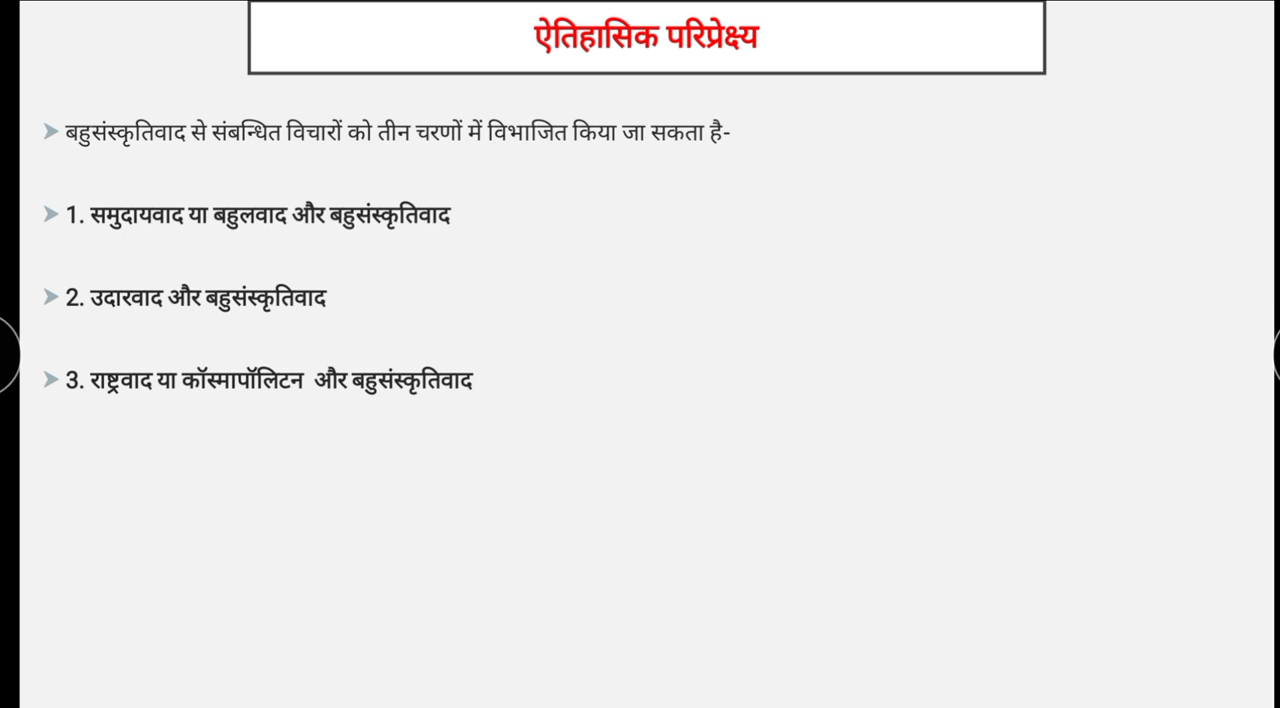 ऐतिहासिक परिप्रेक्ष्य
बहुसंस्कृतिवाद से संबन्धित विचारों को तीन चरणों में विभाजित किया जा सकता है-
1. समुदायवाद या बहुलवाद और बहुसंस्कृतिवाद
2. उदारवाद और बहुसंस्कृतिवाद
3. राष्ट्रवाद या कॉस्मापॉलिटन और बहुसंस्कृतिवाद